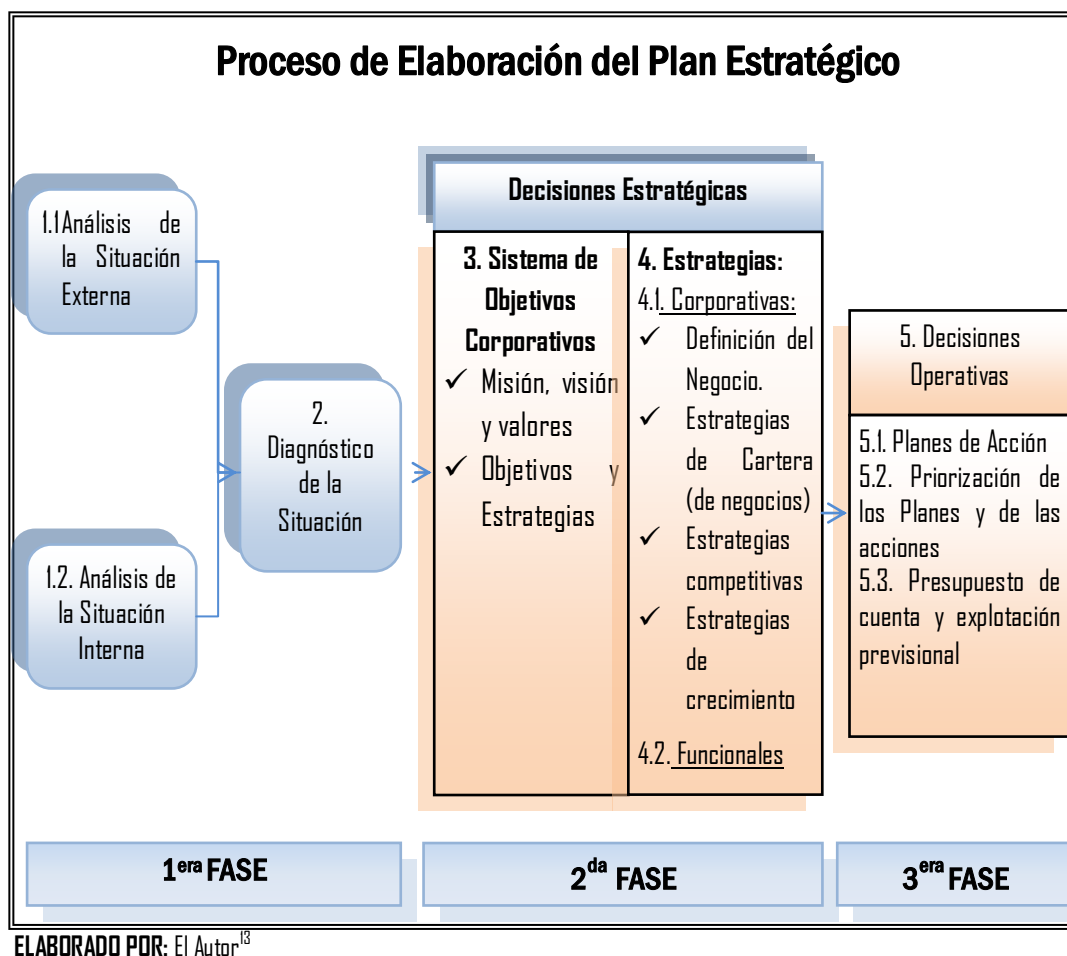 Proceso de Elaboración del Plan Estratégico
1.1 Análisis de
la Situación
Externa
1.2. Análisis de
la Situación
Interna
2.
Diagnóstico
de la
Situación
Decisiones Estratégicas
3. Sistema de
Objetivos
Corporativos
✓ Misión, visión
y valores
✓ Objetivos y
Estrategias
4. Estrategias:
4.1. Corporativas:
✓ Definición del
Negocio.
✓ Estrategias
de Cartera
(de negocios)
✓ Estrategias
competitivas
✓ Estrategias
de
crecimiento
4.2. Funcionales
5. Decisiones
Operativas
5.1. Planes de Acción
5.2. Priorización de
los Planes y de las
acciones
5.3. Presupuesto de
cuenta y explotación
previsional
1era FASE
2da FASE
3era FASE
ELABORADO POR: El Autor13